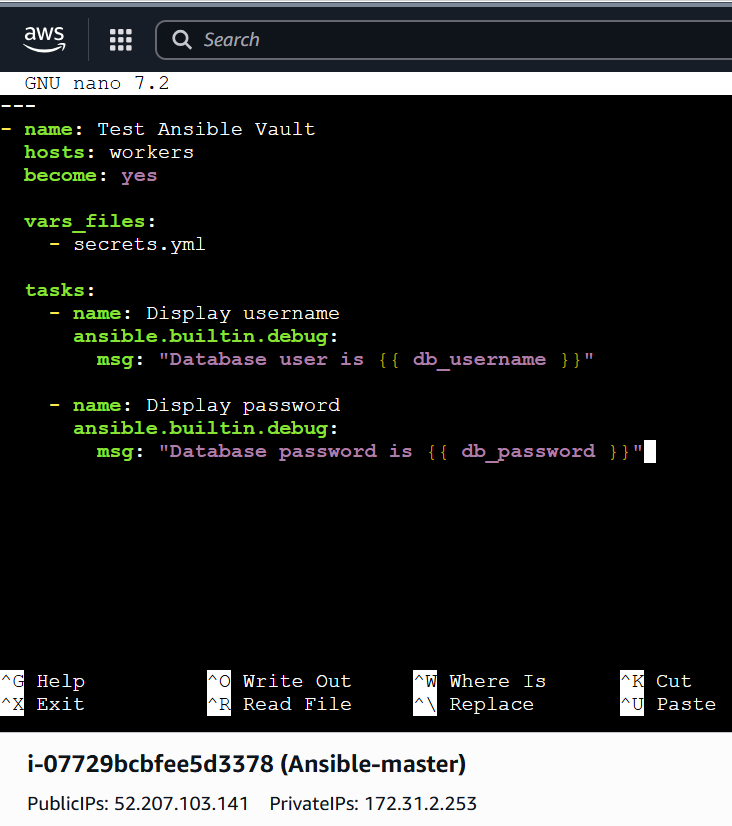 aws
Search
GNU nano 7.2
---
- name: Test Ansible Vault
  hosts: workers
  become: yes

  vars_files:
    - secrets.yml

  tasks:
    - name: Display username
      ansible.builtin.debug:
        msg: "Database user is {{ db_username }}"

    - name: Display password
      ansible.builtin.debug:
        msg: "Database password is {{ db_password }}"
^G Help ^O Write Out ^W Where Is ^K Cut
^X Exit ^R Read File ^\ Replace ^U Paste
i-07729bcbfee5d3378 (Ansible-master)
PublicIPs: 52.207.103.141 PrivateIPs: 172.31.2.253